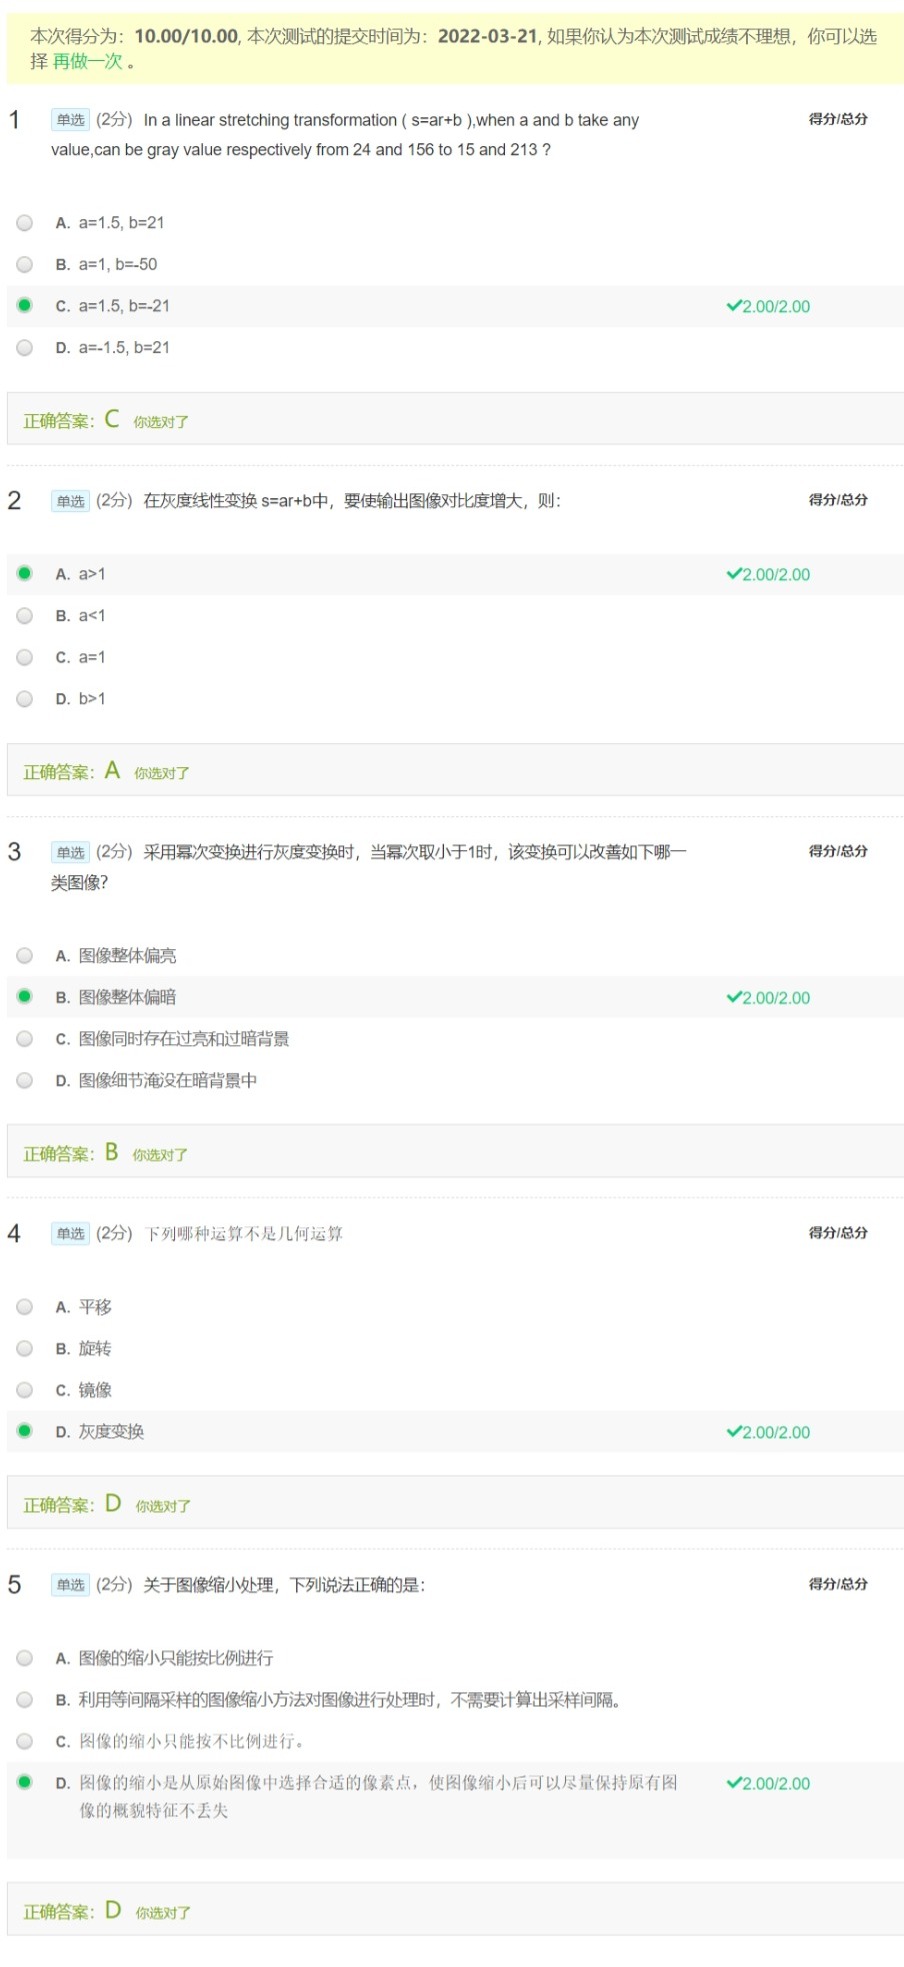 本次得分为：10.00/10.00, 本次测试的提交时间为：2022-03-21, 如果你认为本次测试成绩不理想，你可以选
择 再做一次 。
1 单选 (2分) In a linear stretching transformation ( s=ar+b ),when a and b take any 得分/总分
value,can be gray value respectively from 24 and 156 to 15 and 213 ?
A. a=1.5, b=21
B. a=1, b=-50
C. a=1.5, b=-21 2.00/2.00
D. a=-1.5, b=21
正确答案：C 你选对了
2 单选 (2分) 在灰度线性变换 s=ar+b中，要使输出图像对比度增大，则： 得分/总分
A. a>1 2.00/2.00
B. a<1
C. a=1
D. b>1
正确答案：A 你选对了
3 单选 (2分) 采用幂次变换进行灰度变换时，当幂次取小于1时，该变换可以改善如下哪一 得分/总分
类图像？
A. 图像整体偏亮
B. 图像整体偏暗 2.00/2.00
C. 图像同时存在过亮和过暗背景
D. 图像细节淹没在暗背景中
正确答案：B 你选对了
4 单选 (2分) 下列哪种运算不是几何运算 得分/总分
A. 平移
B. 旋转
C. 镜像
D. 灰度变换 2.00/2.00
正确答案：D 你选对了
5 单选 (2分) 关于图像缩小处理，下列说法正确的是： 得分/总分
A. 图像的缩小只能按比例进行
B. 利用等间隔采样的图像缩小方法对图像进行处理时，不需要计算出采样间隔。
C. 图像的缩小只能按不比例进行。
D. 图像的缩小是从原始图像中选择合适的像素点，使图像缩小后可以尽量保持原有图 2.00/2.00
像的概貌特征不丢失
正确答案：D 你选对了